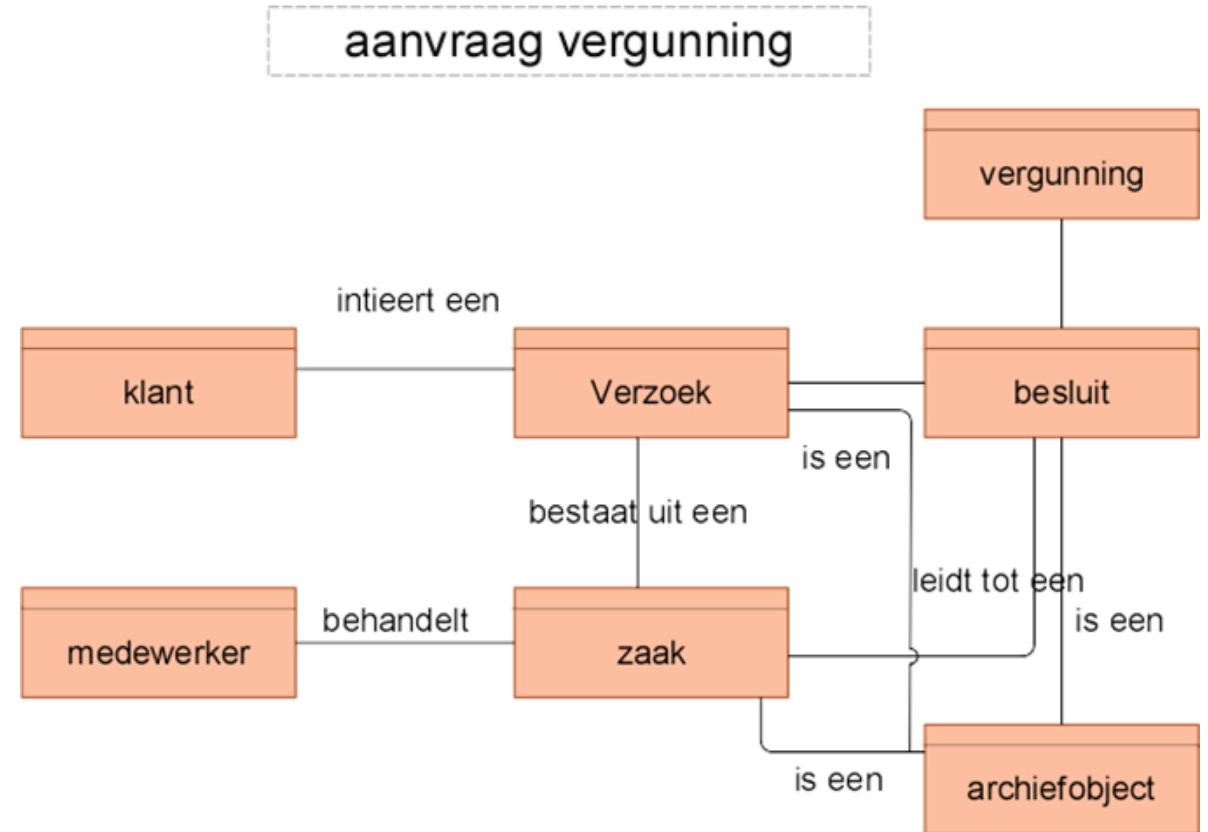 aanvraag vergunning
vergunning
intieert een
klant
Verzoek
besluit
is een
bestaat uit een
leidt tot een
medewerker
behandelt
zaak
is een
is een
archiefobject